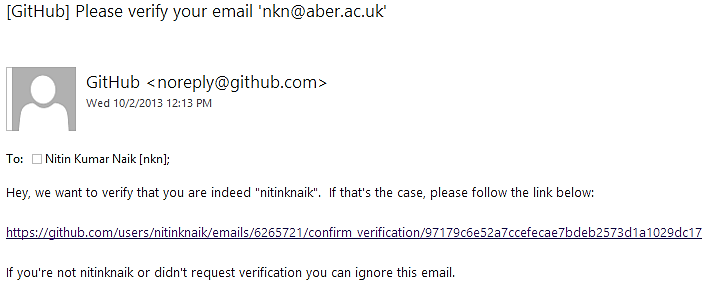 [GitHub] Please verify your email 'nkn@aber.ac.uk'
GitHub <noreply@github.com>
Wed 10/2/2013 12:13 PM
To: Nitin Kumar Naik [nkn];
Hey, we want to verify that you are indeed "nitinknaik". If that's the case, please follow the link below:
https://github.com/users/nitinknaik/emails/6265721/confirm_verification/97179c6e52a7ccefecae7bdeb2573d1a1029dc17
If you're not nitinknaik or didn't request verification you can ignore this email.